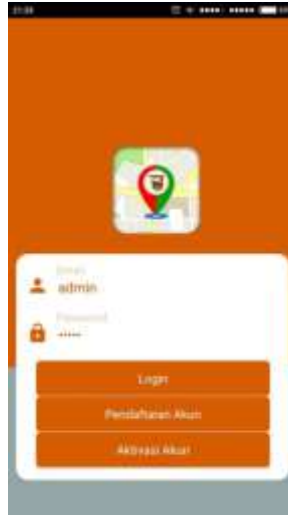 Email
admin
Password
•••••
Login
Pendaftaran Akun
Aktivasi Akun